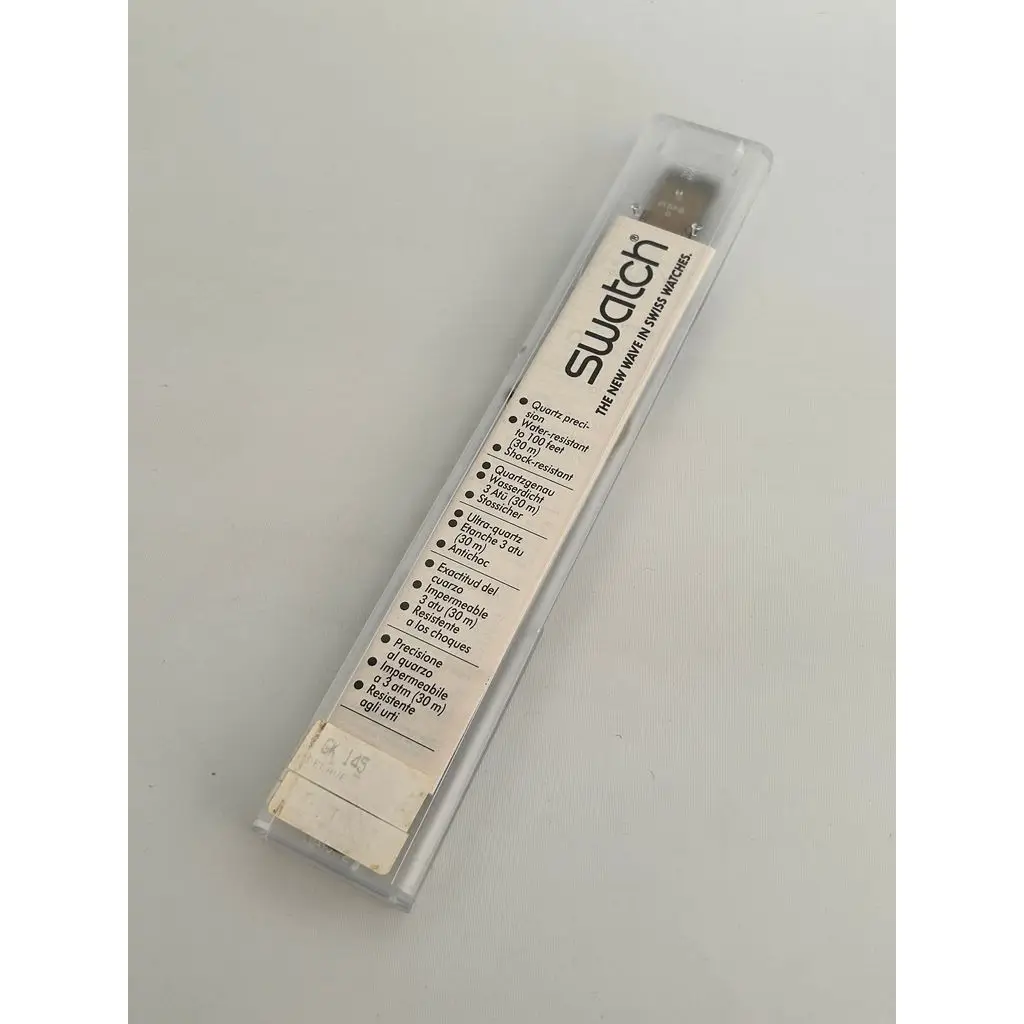 swatch®
THE NEW WAVE IN SWISS WATCHES.
● Quartz preci-
sion
● Water-resistant
to 100 feet
(30 m)
● Shock-resistant
● Quartzgenau
● Wasserdicht
3 Atü (30 m)
● Stossicher
● Ultra-quartz
● Etanche 3 atu
(30 m)
● Antichoc
● Exactitud del
cuarzo
● Impermeable
3 atu (30 m)
● Resistente
a los choques
● Precisione
al quarzo
● Impermeabile
a 3 atm (30 m)
● Resistente
agli urti
GK 145